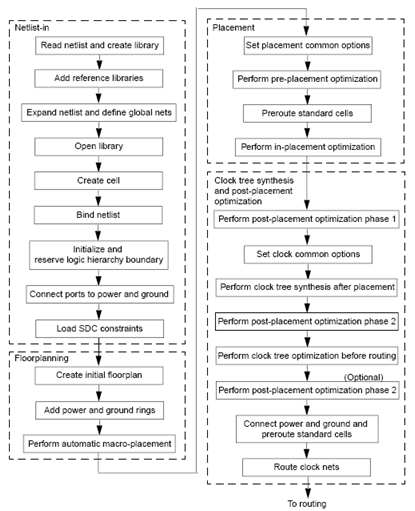 Netlist-in
Read netlist and create library
Add reference libraries
Expand netlist and define global nets
Open library
Create cell
Bind netlist
Initialize and
reserve logic hierarchy boundary
Connect ports to power and ground
Load SDC constraints
Floorplanning
Create initial floorplan
Add power and ground rings
Perform automatic macro-placement
Placement
Set placement common options
Perform pre-placement optimization
Preroute standard cells
Perform in-placement optimization
Clock tree synthesis
and post-placement
optimization
Perform post-placement optimization phase 1
Set clock common options
Perform clock tree synthesis after placement
Perform post-placement optimization phase 2
Perform clock tree optimization before routing
(Optional)
Perform post-placement optimization phase 2
Connect power and ground and
preroute standard cells
Route clock nets
To routing